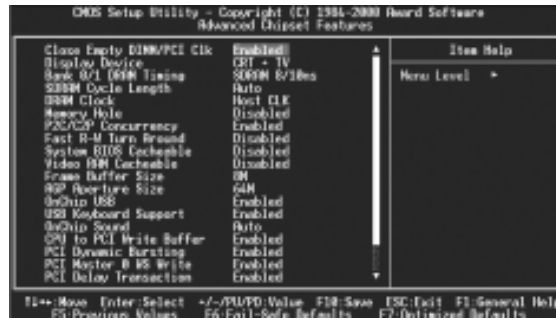 CMOS Setup Utility - Copyright (C) 1984-2000 Award Software
Advanced Chipset Features
Close Empty DIMM/PCI Clk Enabled
Display Device CRT + TV
Bank 0/1 DRAM Timing SDRAM 8/10ns
SDRAM Cycle Length Auto
DRAM Clock Host CLK
Memory Hole Disabled
P2C/C2P Concurrency Enabled
Fast R-W Turn Around Disabled
System BIOS Cacheable Disabled
Video RAM Cacheable Disabled
Frame Buffer Size 8M
AGP Aperture Size 64M
OnChip USB Enabled
USB Keyboard Support Enabled
OnChip Sound Auto
CPU to PCI Write Buffer Enabled
PCI Dynamic Bursting Enabled
PCI Master 0 WS Write Enabled
PCI Delay Transaction Enabled
Item Help
Menu Level ►
↑↓→←:Move Enter:Select +/-/PU/PD:Value F10:Save ESC:Exit F1:General Help
F5:Previous Values F6:Fail-Safe Defaults F7:Optimized Defaults